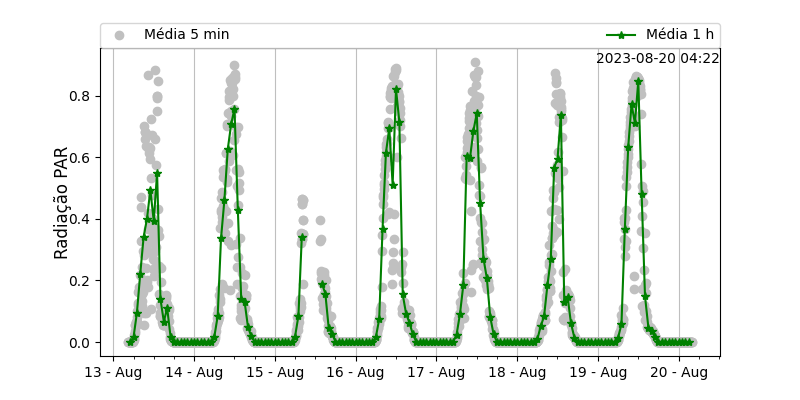 Média 5 min
Média 1 h
2023-08-20 04:22
Radiação PAR
0.8
0.6
0.4
0.2
0.0
13 - Aug
14 - Aug
15 - Aug
16 - Aug
17 - Aug
18 - Aug
19 - Aug
20 - Aug